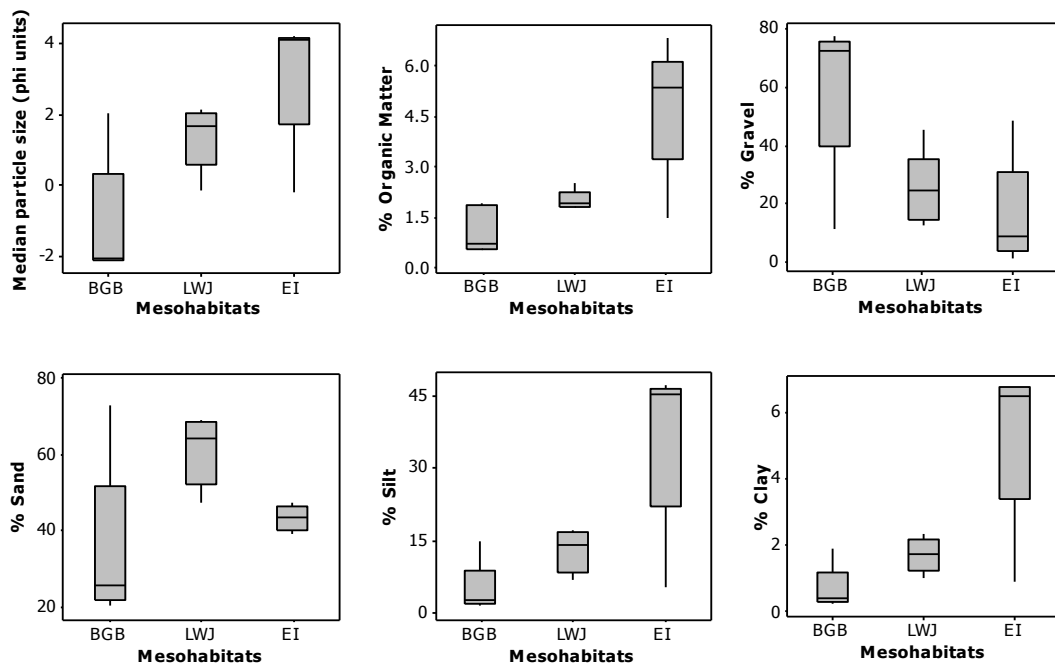 Median particle size (phi units)
4
2
0
-2
BGB LWJ EI
Mesohabitats
% Organic Matter
6.0
4.5
3.0
1.5
0.0
BGB LWJ EI
Mesohabitats
% Gravel
80
60
40
20
0
BGB LWJ EI
Mesohabitats
% Sand
80
60
40
20
BGB LWJ EI
Mesohabitats
% Silt
45
30
15
0
BGB LWJ EI
Mesohabitats
% Clay
6
4
2
0
BGB LWJ EI
Mesohabitats